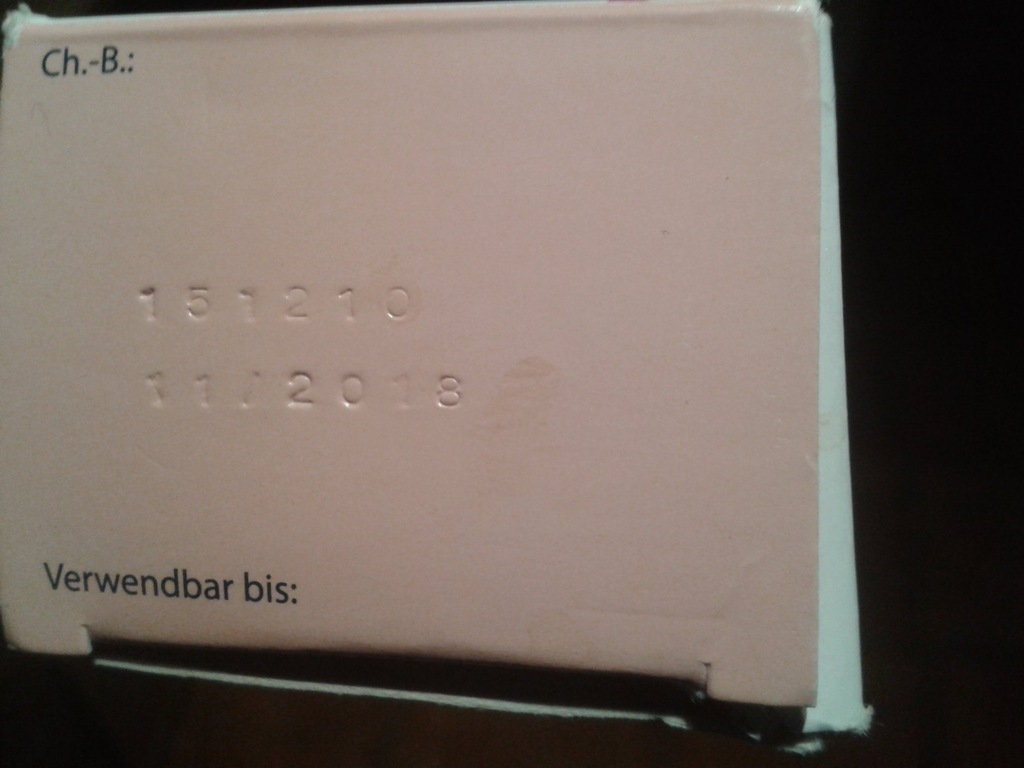 Ch.-B.:
151210
11/2018
Verwendbar bis: